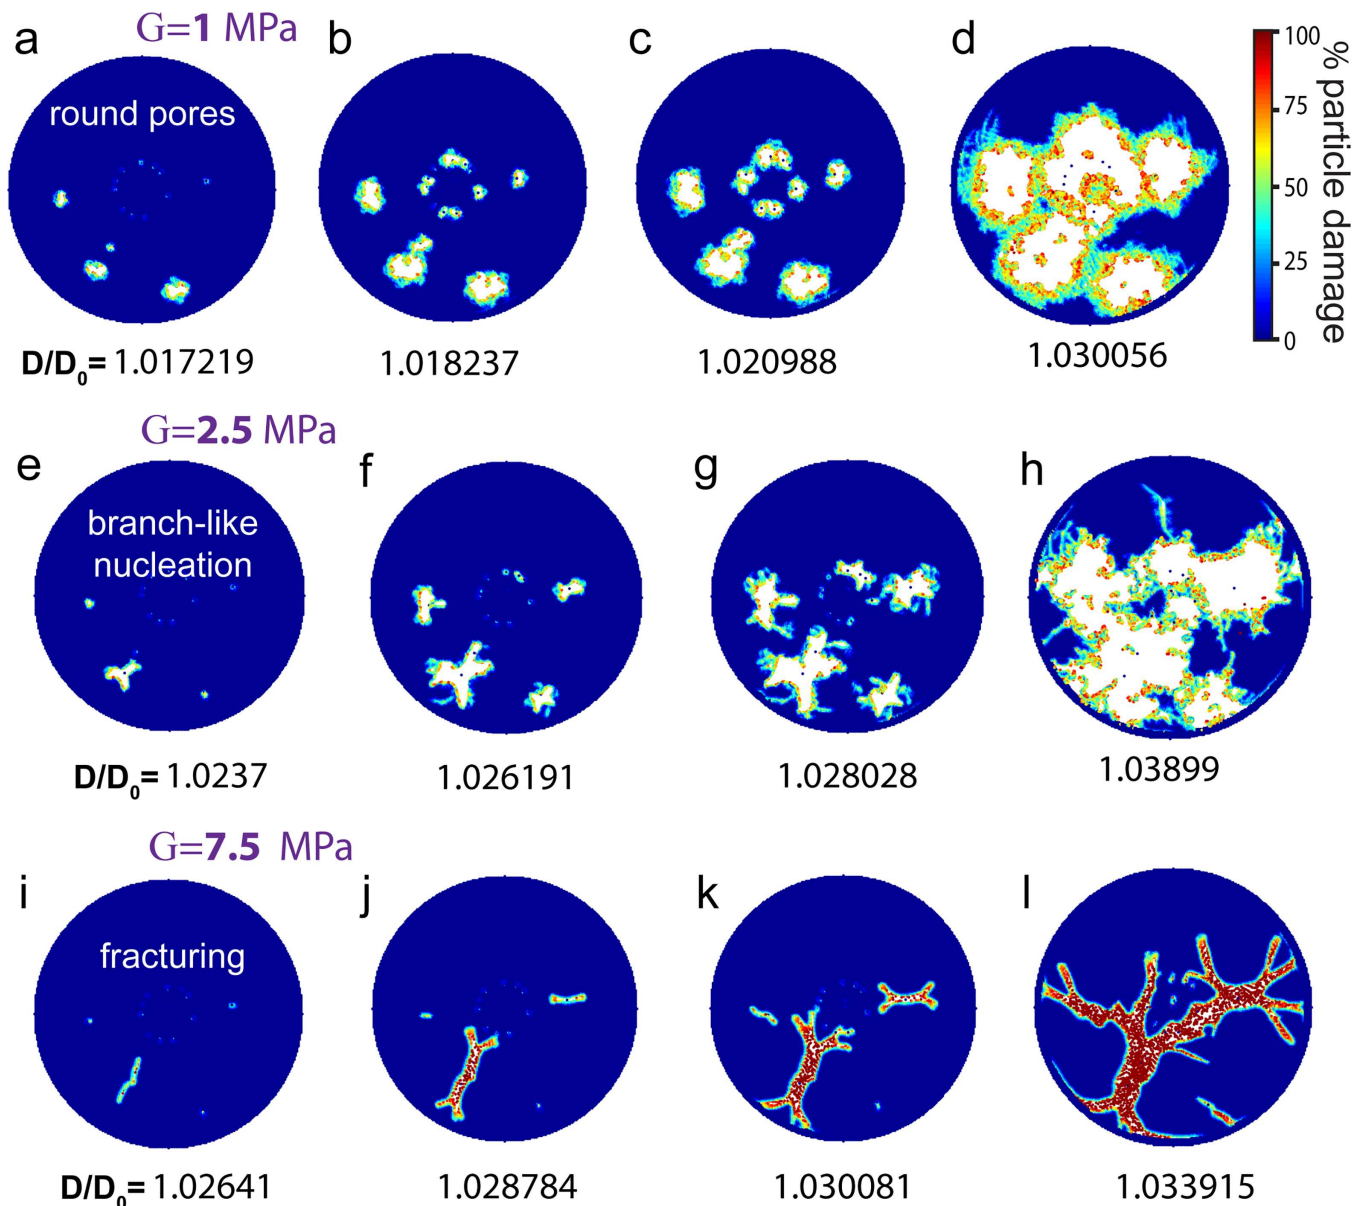 G=1 MPa
a b c d
round pores
100
75
50
25
0
% particle damage
D/D0= 1.017219 1.018237 1.020988 1.030056
G=2.5 MPa
e f g h
branch-like
nucleation
D/D0= 1.0237 1.026191 1.028028 1.03899
G=7.5 MPa
i j k l
fracturing
D/D0= 1.02641 1.028784 1.030081 1.033915